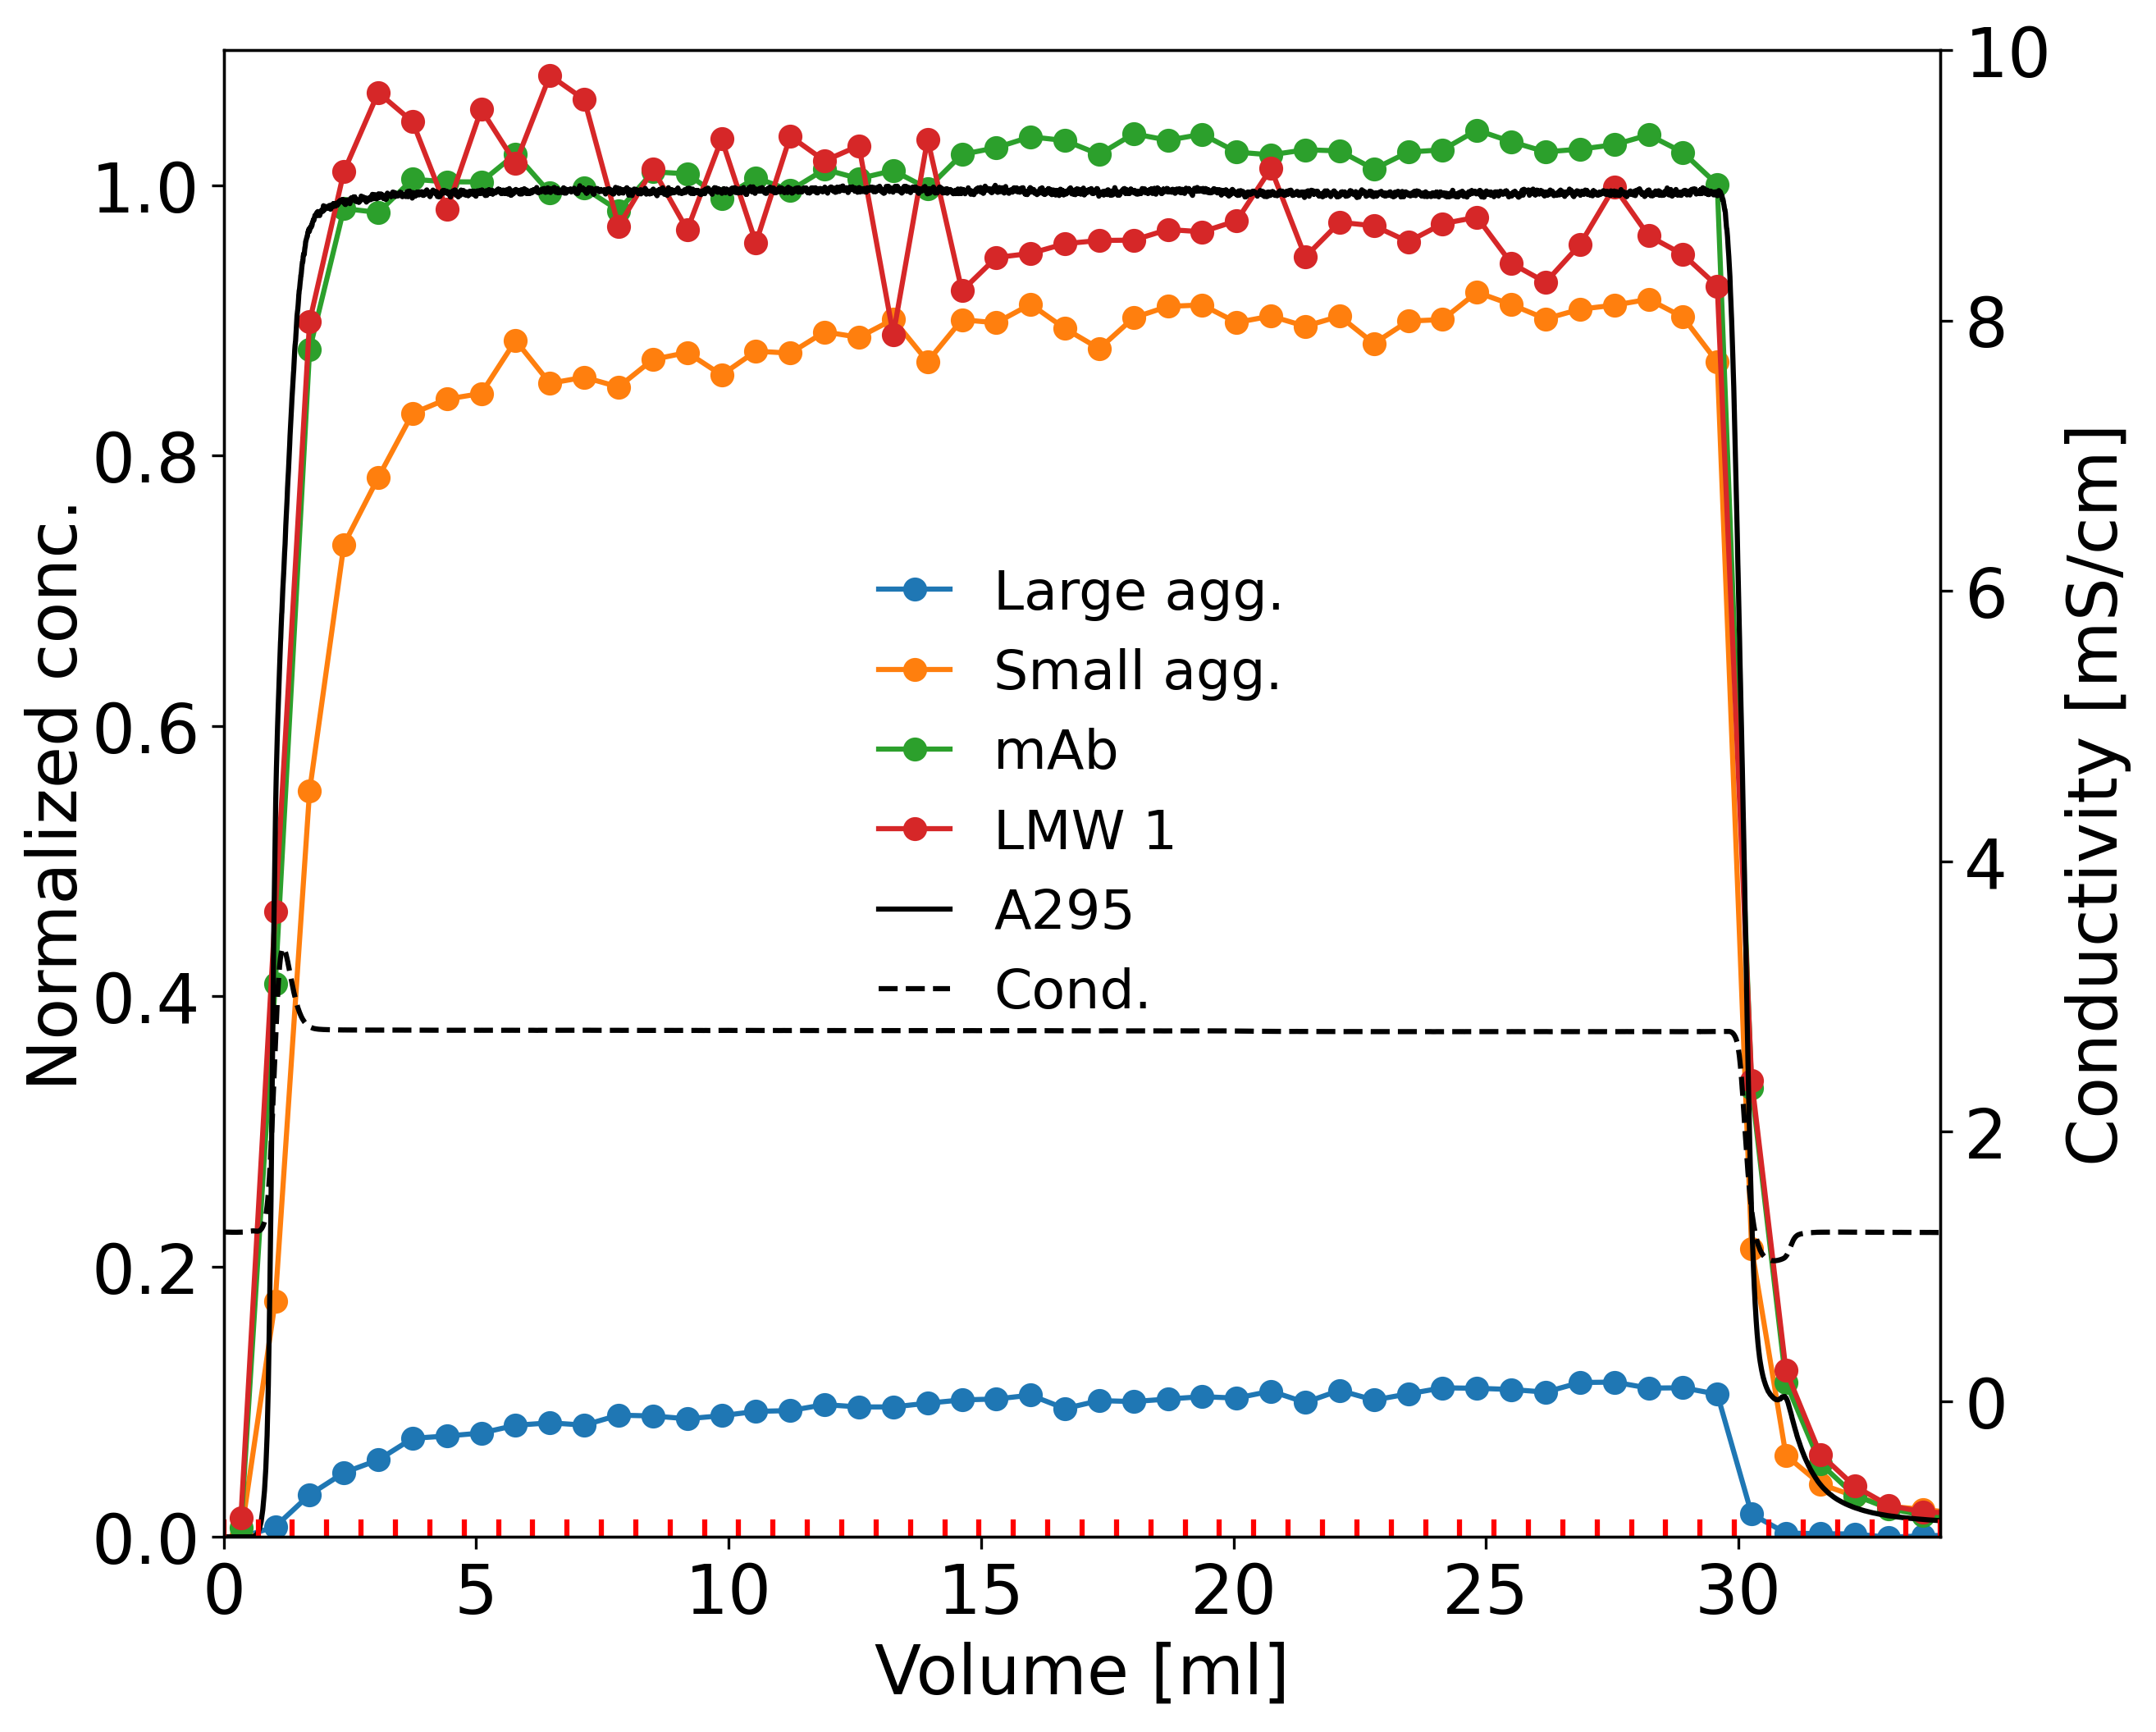 Normalized conc.
1.0
0.8
0.6
0.4
0.2
0.0
Large agg.
Small agg.
mAb
LMW 1
A295
Cond.
10
8
6
4
2
0
Conductivity [mS/cm]
0 5 10 15 20 25 30
Volume [ml]